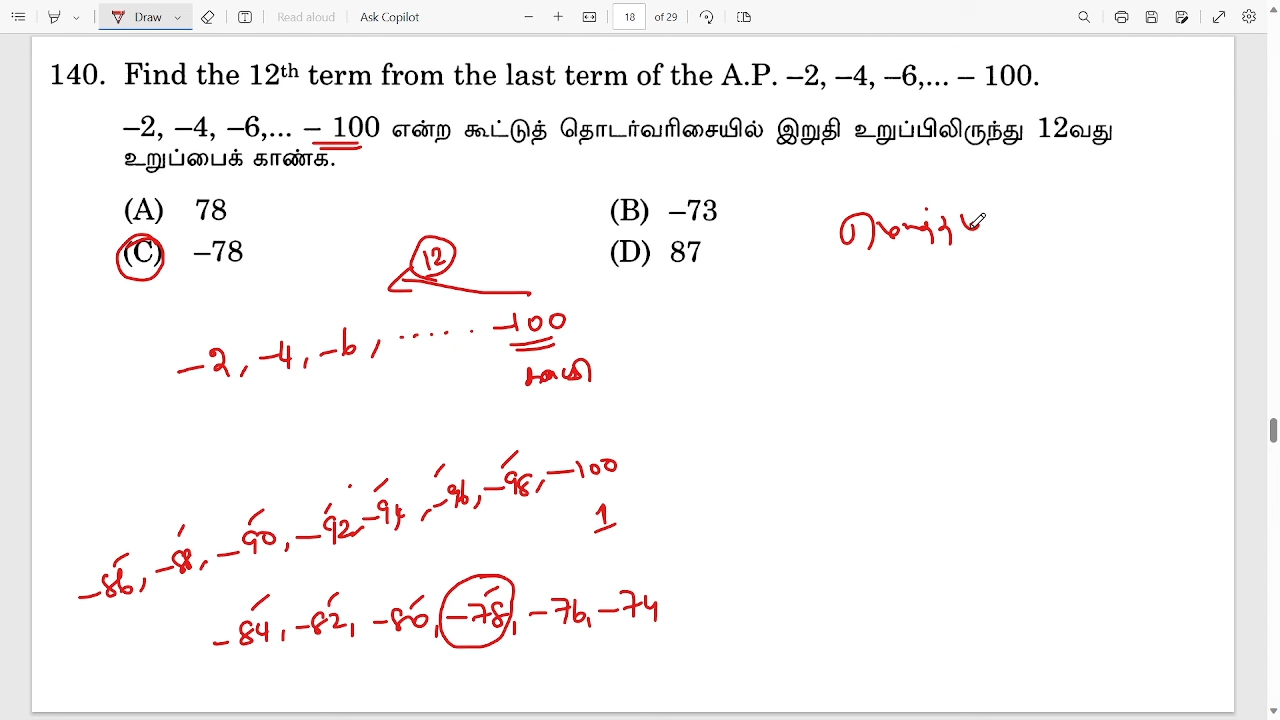 Draw Read aloud Ask Copilot 18 of 29
140. Find the 12th term from the last term of the A.P. –2, –4, –6,... – 100.
–2, –4, –6,... – 100 என்ற கூட்டுத் தொடர்வரிசையில் இறுதி உறுப்பிலிருந்து 12வது
உறுப்பைக் காண்க.
(A) 78 (B) –73
(C) –78 (D) 87
12
-2, -4, -6, ...... -100
-86, -88, -90, -92, -94, -96, -98, -100
1
-84, -82, -80, -78, -76, -74